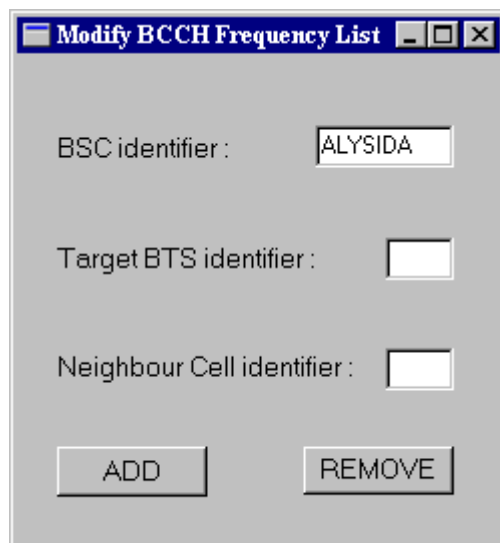 Modify BCCH Frequency List
BSC identifier : ALYSIDA
Target BTS identifier :
Neighbour Cell identifier :
ADD REMOVE